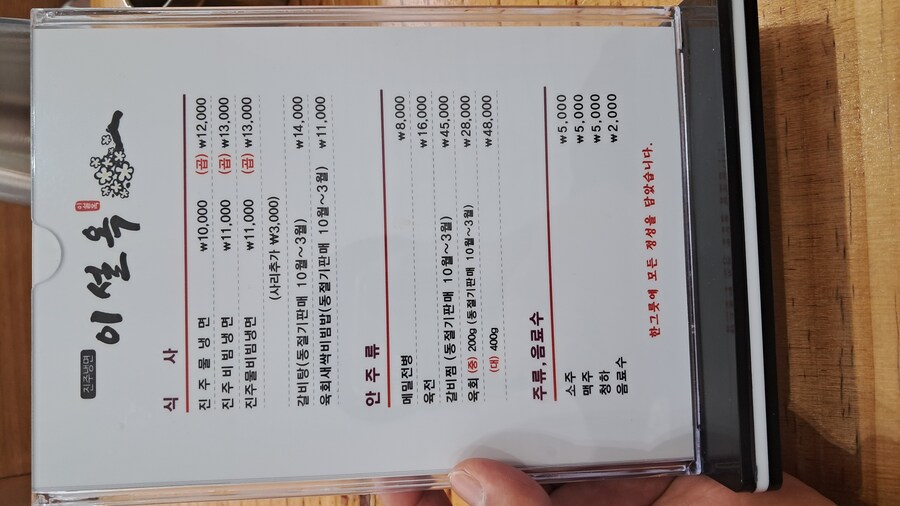 진주냉면
이설옥
식 사
진 주 물 냉 면 ₩10,000 (곱) ₩12,000
진주비빔냉면 ₩11,000 (곱) ₩13,000
진주물비빔냉면 ₩11,000 (곱) ₩13,000
(사리추가 ₩3,000)
갈비탕(동절기판매 10월~3월) ₩14,000
육회새싹비빔밥(동절기판매 10월~3월) ₩11,000
안 주 류
메밀전병 ₩8,000
육전 ₩16,000
갈비찜 (동절기판매 10월~3월) ₩45,000
육회 (中) 200g (동절기판매 10월~3월) ₩28,000
(대) 400g ₩48,000
주류,음료수
소주 ₩5,000
맥주 ₩5,000
청하 ₩5,000
음료수 ₩2,000
한그릇에 모든 정성을 담았습니다.